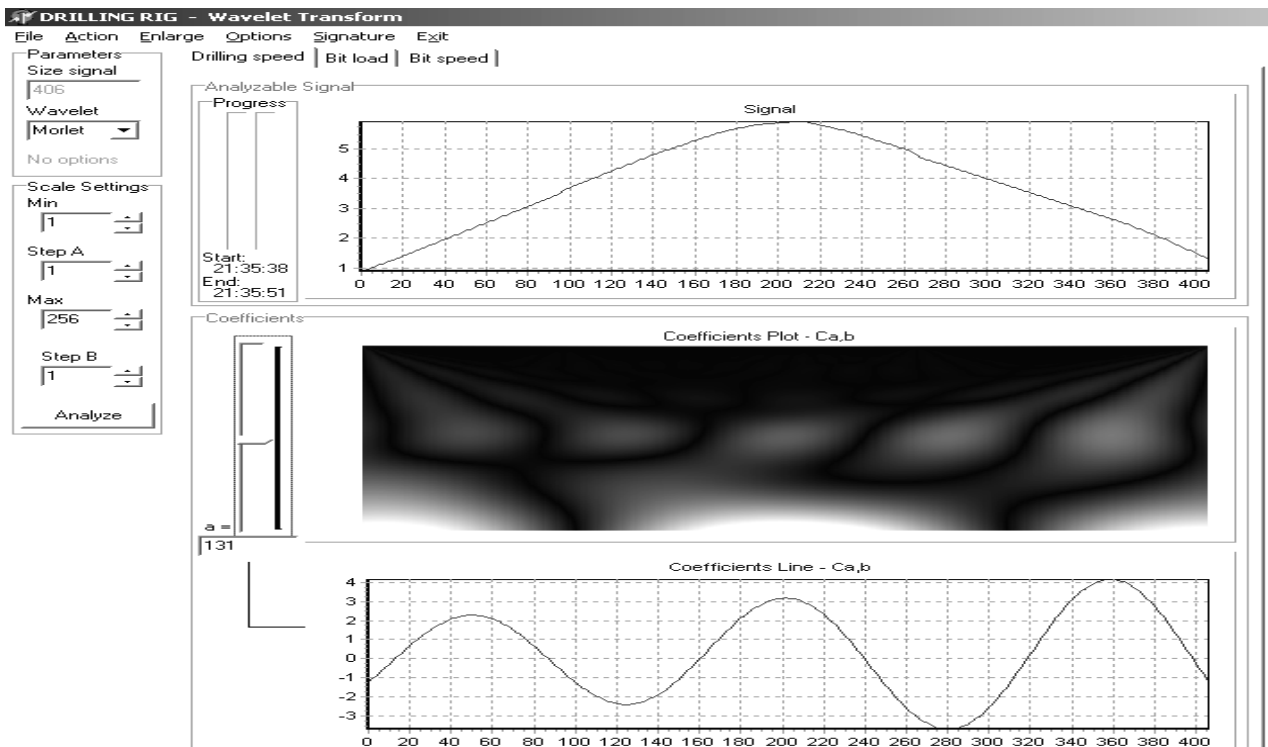 DRILLING RIG - Wavelet Transform
File Action Enlarge Options Signature Exit
Parameters
Size signal
406
Wavelet
Morlet
No options
Scale Settings
Min
1
Step A
1
Max
256
Step B
1
Analyze
Drilling speed Bit load Bit speed
Analyzable Signal
Progress
Start:
21:35:38
End:
21:35:51
Signal
5
4
3
2
1
0 20 40 60 80 100 120 140 160 180 200 220 240 260 280 300 320 340 360 380 400
Coefficients
a =
131
Coefficients Plot - Ca,b
Coefficients Line - Ca,b
4
3
2
1
0
-1
-2
-3
0 20 40 60 80 100 120 140 160 180 200 220 240 260 280 300 320 340 360 380 400